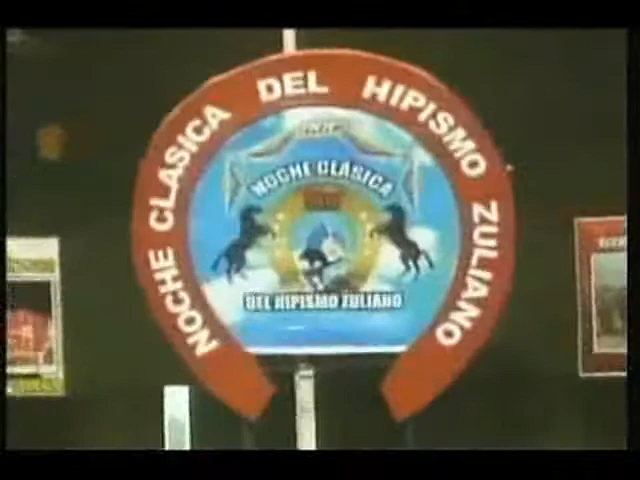 NOCHE CLASICA DEL HIPISMO ZULIANO
NOCHE CLASICA
DEL HIPISMO ZULIANO